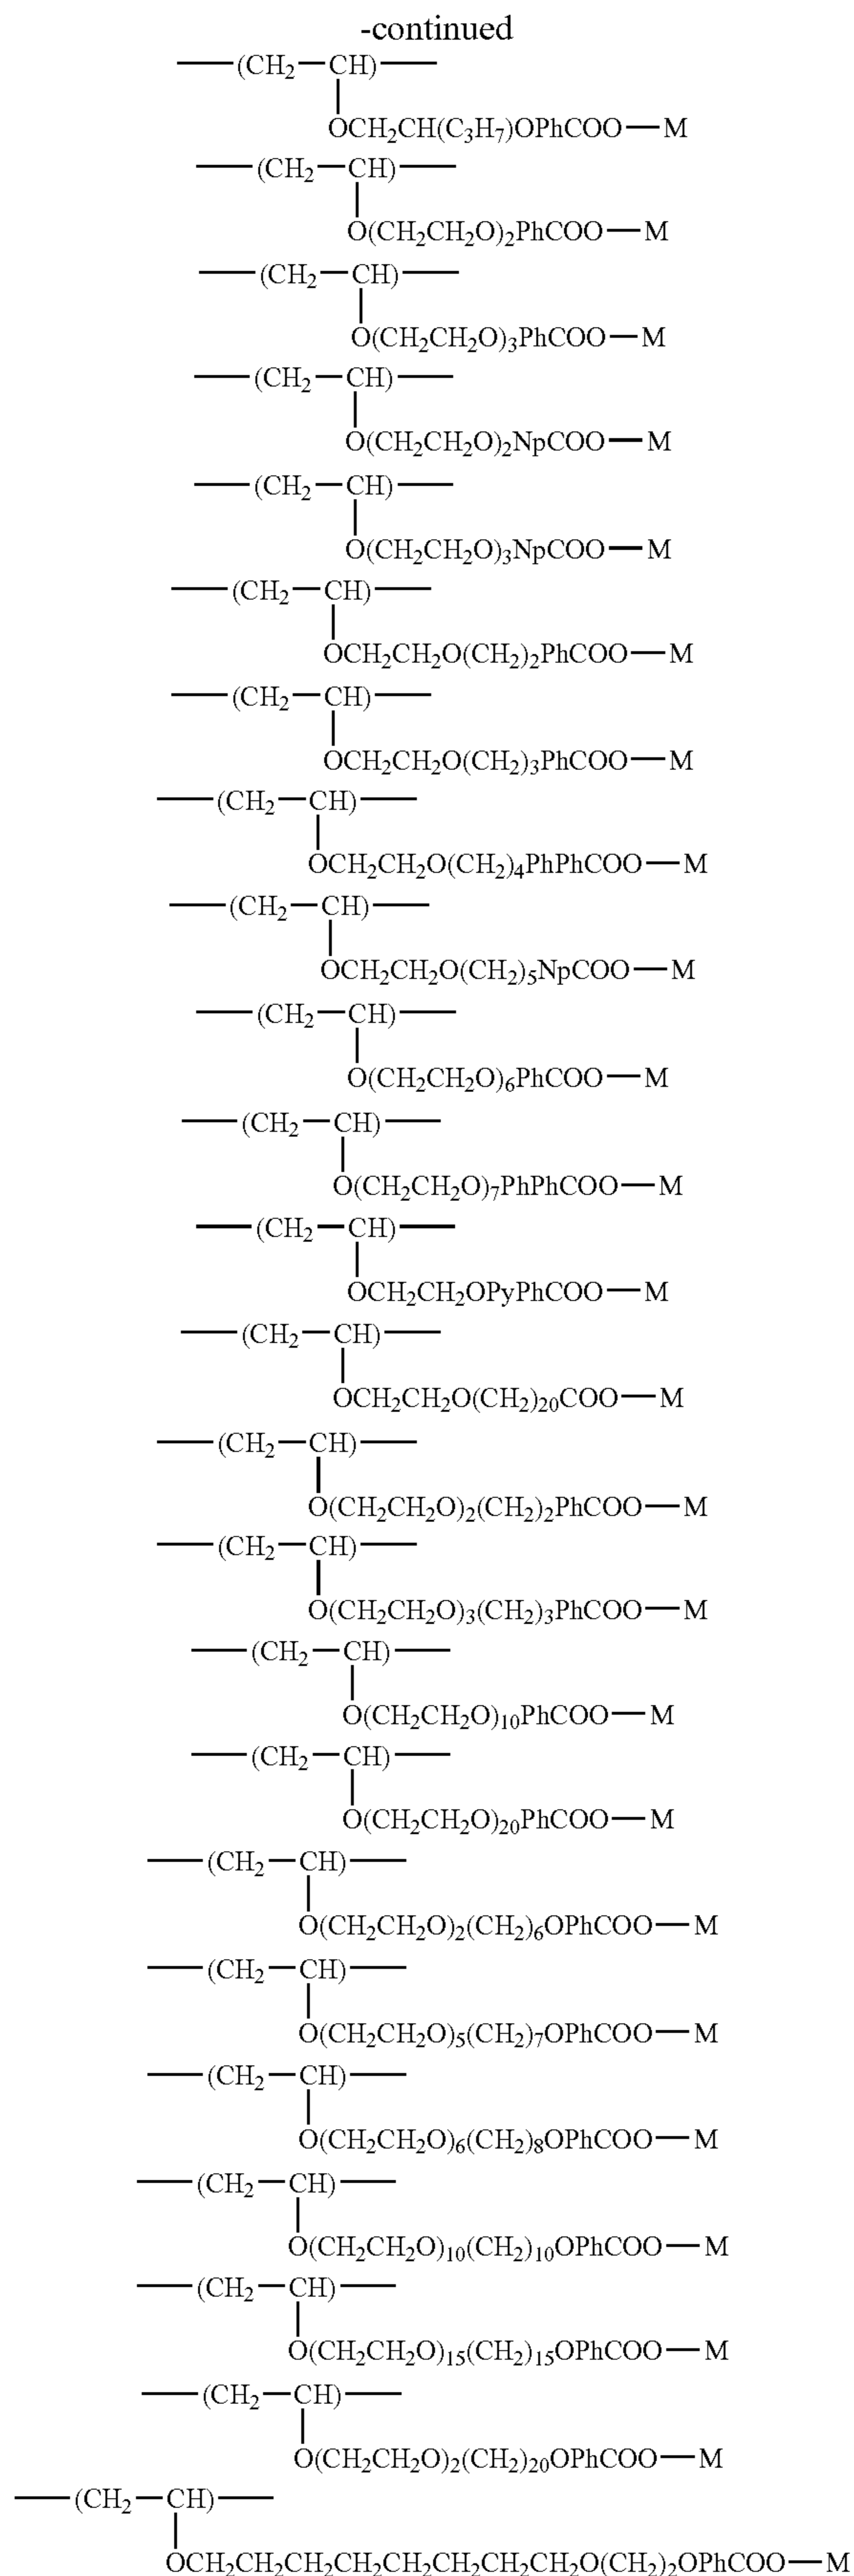 -continued
—(CH₂—CH)—
OCH₂CH(C₃H₇)OPhCOO—M
—(CH₂—CH)—
O(CH₂CH₂O)₂PhCOO—M
—(CH₂—CH)—
O(CH₂CH₂O)₃PhCOO—M
—(CH₂—CH)—
O(CH₂CH₂O)₂NpCOO—M
—(CH₂—CH)—
O(CH₂CH₂O)₃NpCOO—M
—(CH₂—CH)—
OCH₂CH₂O(CH₂)₂PhCOO—M
—(CH₂—CH)—
OCH₂CH₂O(CH₂)₃PhCOO—M
—(CH₂—CH)—
OCH₂CH₂O(CH₂)₄PhPhCOO—M
—(CH₂—CH)—
OCH₂CH₂O(CH₂)₅NpCOO—M
—(CH₂—CH)—
O(CH₂CH₂O)₆PhCOO—M
—(CH₂—CH)—
O(CH₂CH₂O)₇PhPhCOO—M
—(CH₂—CH)—
OCH₂CH₂OPyPhCOO—M
—(CH₂—CH)—
OCH₂CH₂O(CH₂)₂₀COO—M
—(CH₂—CH)—
O(CH₂CH₂O)₂(CH₂)₂PhCOO—M
—(CH₂—CH)—
O(CH₂CH₂O)₃(CH₂)₃PhCOO—M
—(CH₂—CH)—
O(CH₂CH₂O)₁₀PhCOO—M
—(CH₂—CH)—
O(CH₂CH₂O)₂₀PhCOO—M
—(CH₂—CH)—
O(CH₂CH₂O)₂(CH₂)₆OPhCOO—M
—(CH₂—CH)—
O(CH₂CH₂O)₅(CH₂)₇OPhCOO—M
—(CH₂—CH)—
O(CH₂CH₂O)₆(CH₂)₈OPhCOO—M
—(CH₂—CH)—
O(CH₂CH₂O)₁₀(CH₂)₁₀OPhCOO—M
—(CH₂—CH)—
O(CH₂CH₂O)₁₅(CH₂)₁₅OPhCOO—M
—(CH₂—CH)—
O(CH₂CH₂O)₂(CH₂)₂₀OPhCOO—M
—(CH₂—CH)—
OCH₂CH₂CH₂CH₂CH₂CH₂CH₂CH₂O(CH₂)₂OPhCOO—M